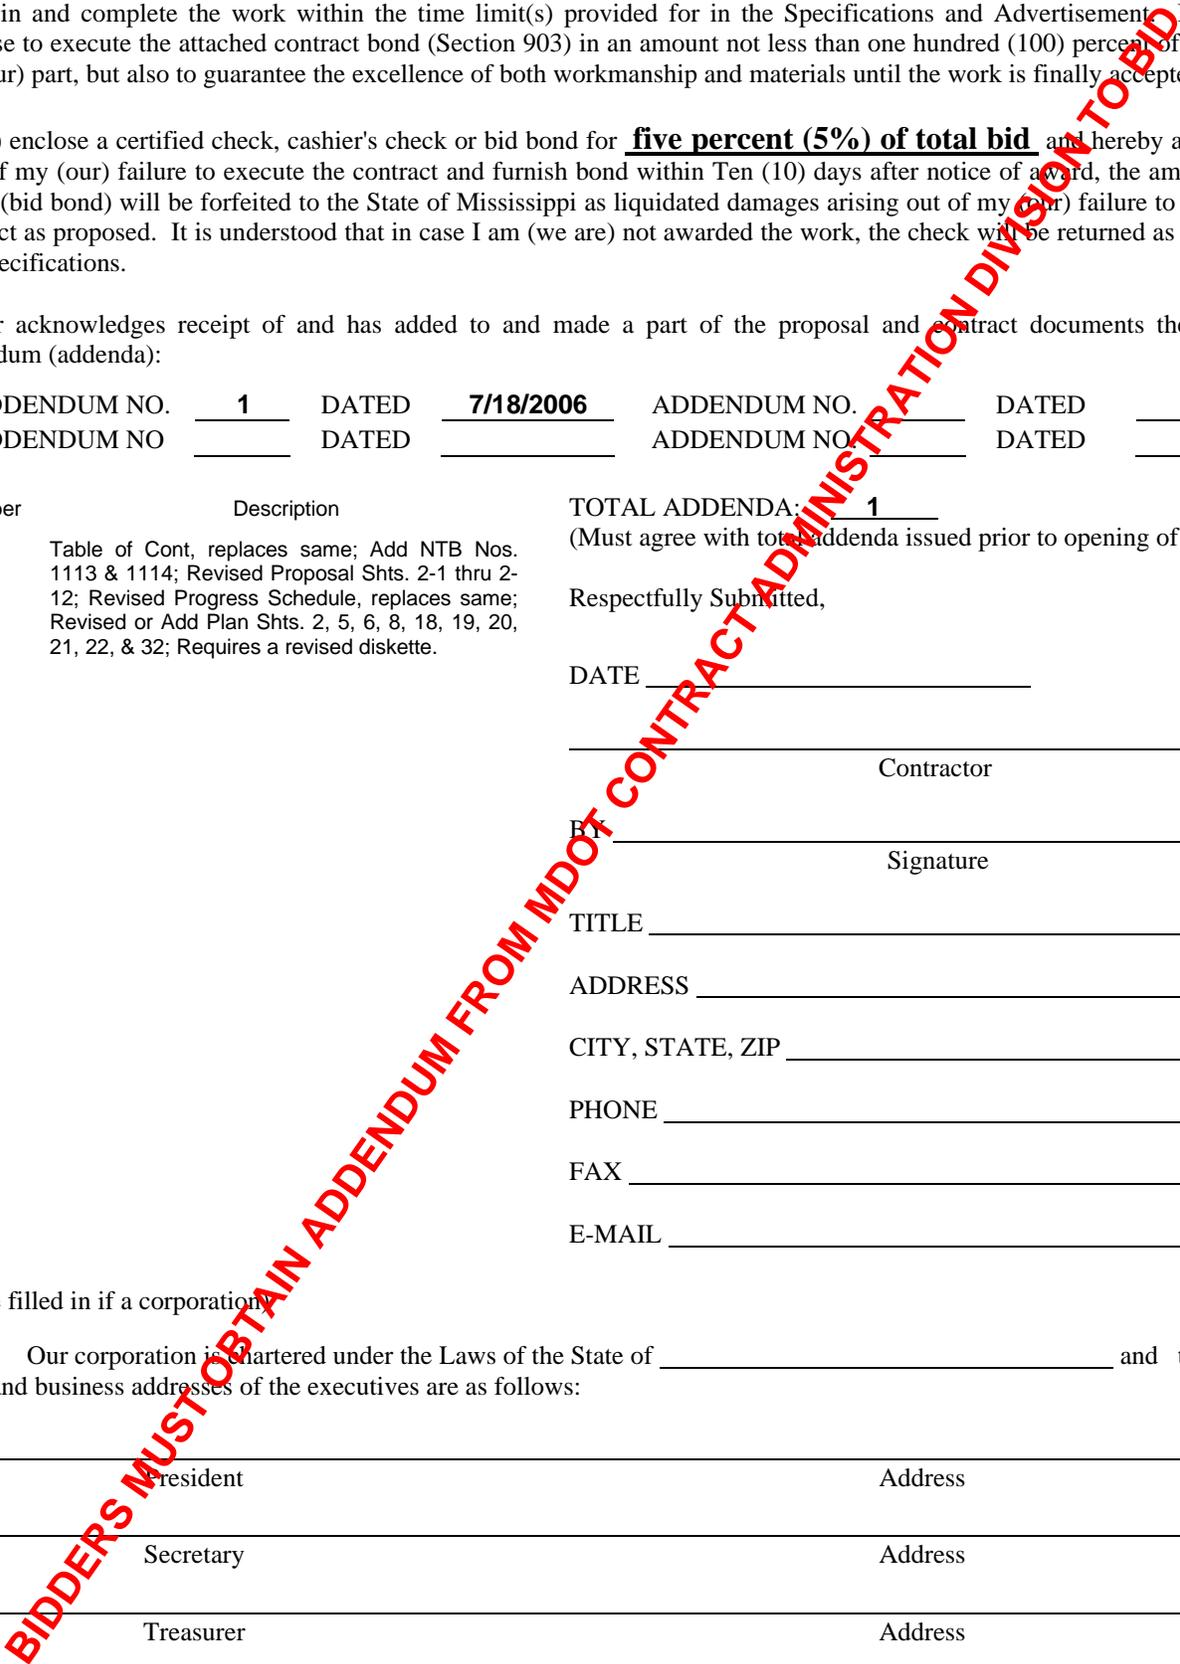 in and complete the work within the time limit(s) provided for in the Specifications and Advertisement.
se to execute the attached contract bond (Section 903) in an amount not less than one hundred (100) percent of
ur) part, but also to guarantee the excellence of both workmanship and materials until the work is finally accepte
) enclose a certified check, cashier's check or bid bond for five percent (5%) of total bid and hereby a
f my (our) failure to execute the contract and furnish bond within Ten (10) days after notice of award, the am
(bid bond) will be forfeited to the State of Mississippi as liquidated damages arising out of my (our) failure to
ct as proposed. It is understood that in case I am (we are) not awarded the work, the check will be returned as
ecifications.
r acknowledges receipt of and has added to and made a part of the proposal and contract documents the
dum (addenda):
DDENDUM NO. 1 DATED 7/18/2006 ADDENDUM NO. DATED
DDENDUM NO DATED ADDENDUM NO. DATED
ber Description TOTAL ADDENDA: 1
(Must agree with total addenda issued prior to opening of
Table of Cont, replaces same; Add NTB Nos.
1113 & 1114; Revised Proposal Shts. 2-1 thru 2-
12; Revised Progress Schedule, replaces same;
Revised or Add Plan Shts. 2, 5, 6, 8, 18, 19, 20,
21, 22, & 32; Requires a revised diskette.
Respectfully Submitted,
DATE
Contractor
BY
Signature
TITLE
ADDRESS
CITY, STATE, ZIP
PHONE
FAX
E-MAIL
e filled in if a corporation)
Our corporation is chartered under the Laws of the State of and t
and business addresses of the executives are as follows:
President Address
Secretary Address
Treasurer Address
BIDDERS MUST OBTAIN ADDENDUM FROM MDOT CONTRACT ADMINISTRATION DIVISION TO BID